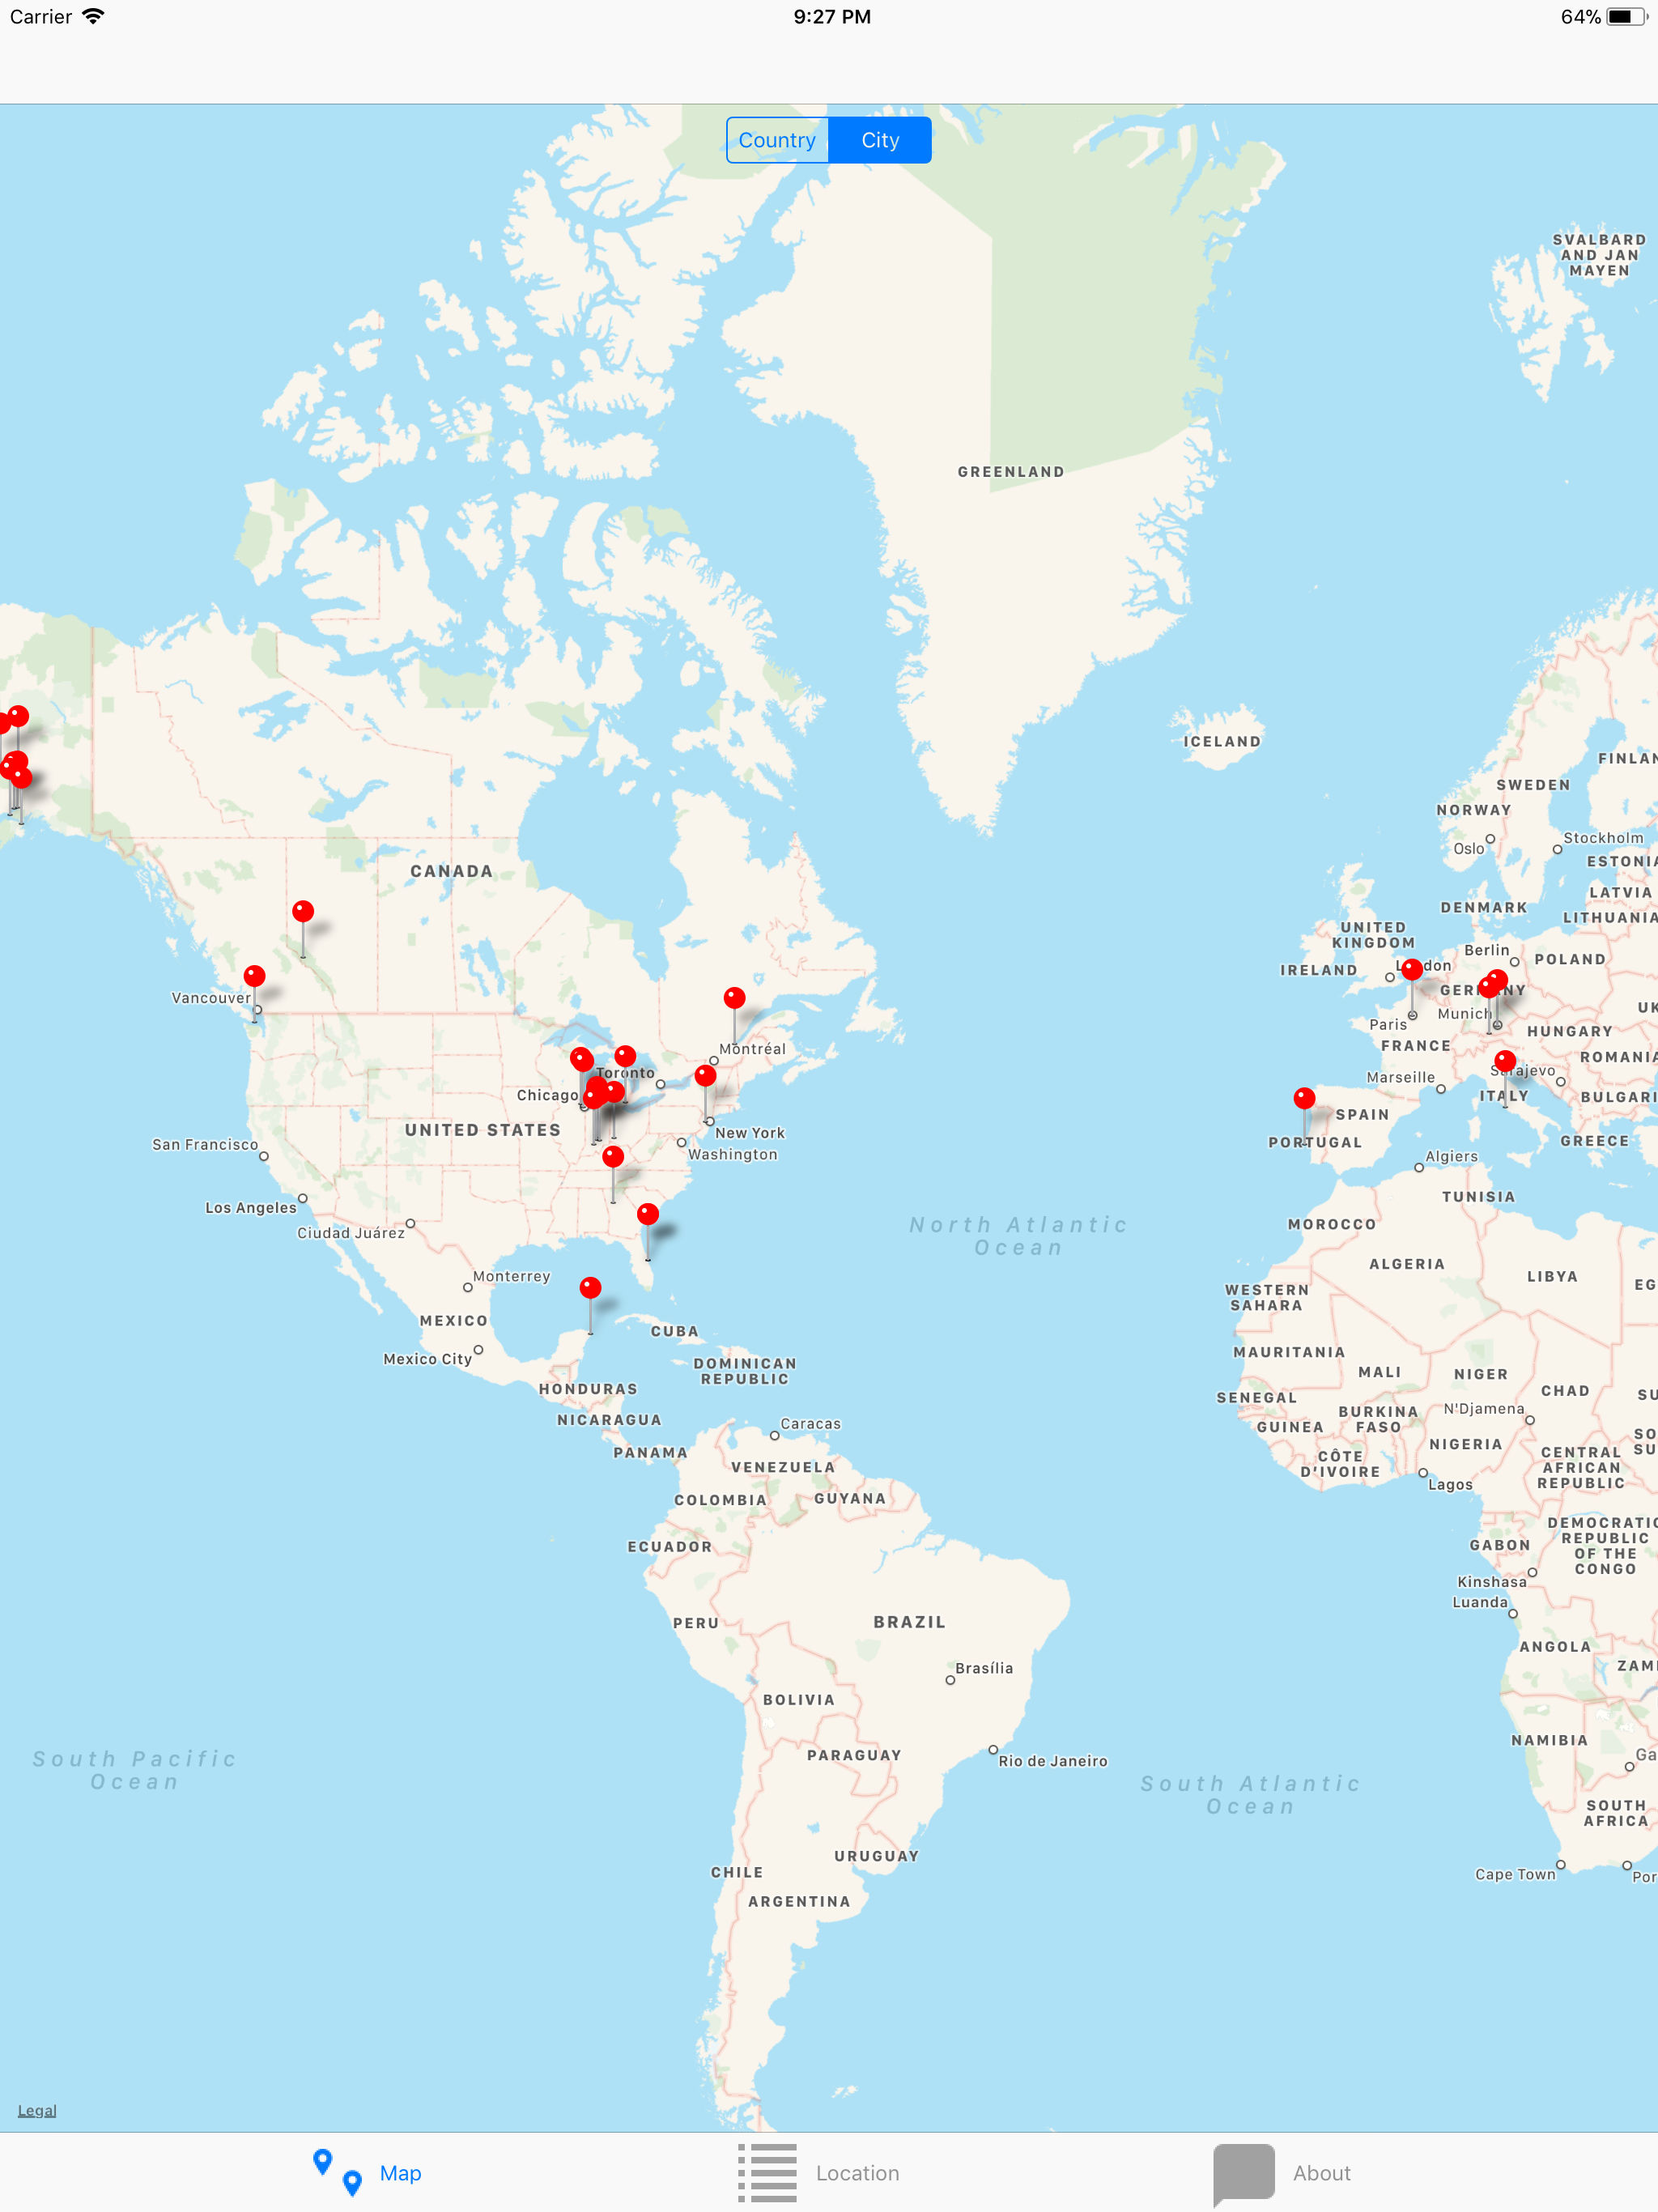 Carrier 9:27 PM 64%
Country City
SVALBARD
AND JAN
MAYEN
GREENLAND
ICELAND
FINLAN
SWEDEN
NORWAY
Stockholm
Oslo
ESTONIA
CANADA
LATVIA
DENMARK
LITHUANIA
UNITED
KINGDOM
Berlin
POLAND
IRELAND
GERMANY
Vancouver
UK
Munich
Paris
HUNGARY
FRANCE
Montréal
ROMANIA
Toronto
Sarajevo
Marseille
Chicago
ITALY
BULGARI
SPAIN
UNITED STATES
New York
PORTUGAL
GREECE
San Francisco
Washington
Algiers
TUNISIA
Los Angeles
North Atlantic
Ocean
MOROCCO
Ciudad Juárez
ALGERIA
Monterrey
LIBYA
EG
WESTERN
SAHARA
MEXICO
CUBA
Mexico City
MAURITANIA
DOMINICAN
REPUBLIC
MALI
NIGER
HONDURAS
CHAD
SU
SENEGAL
N'Djamena
NICARAGUA
Caracas
BURKINA
FASO
GUINEA
SO
SU
NIGERIA
PANAMA
CENTRAL
AFRICAN
REPUBLIC
CÔTE
D'IVOIRE
VENEZUELA
Lagos
COLOMBIA
GUYANA
DEMOCRATIC
REPUBLIC
OF THE
CONGO
ECUADOR
GABON
Kinshasa
Luanda
PERU
BRAZIL
ANGOLA
Brasília
ZAM
BOLIVIA
NAMIBIA
PARAGUAY
South Pacific
Ocean
Rio de Janeiro
Ga
South Atlantic
Ocean
SOUTH
AFRICA
URUGUAY
CHILE
Cape Town
Por
ARGENTINA
Legal
Map Location About